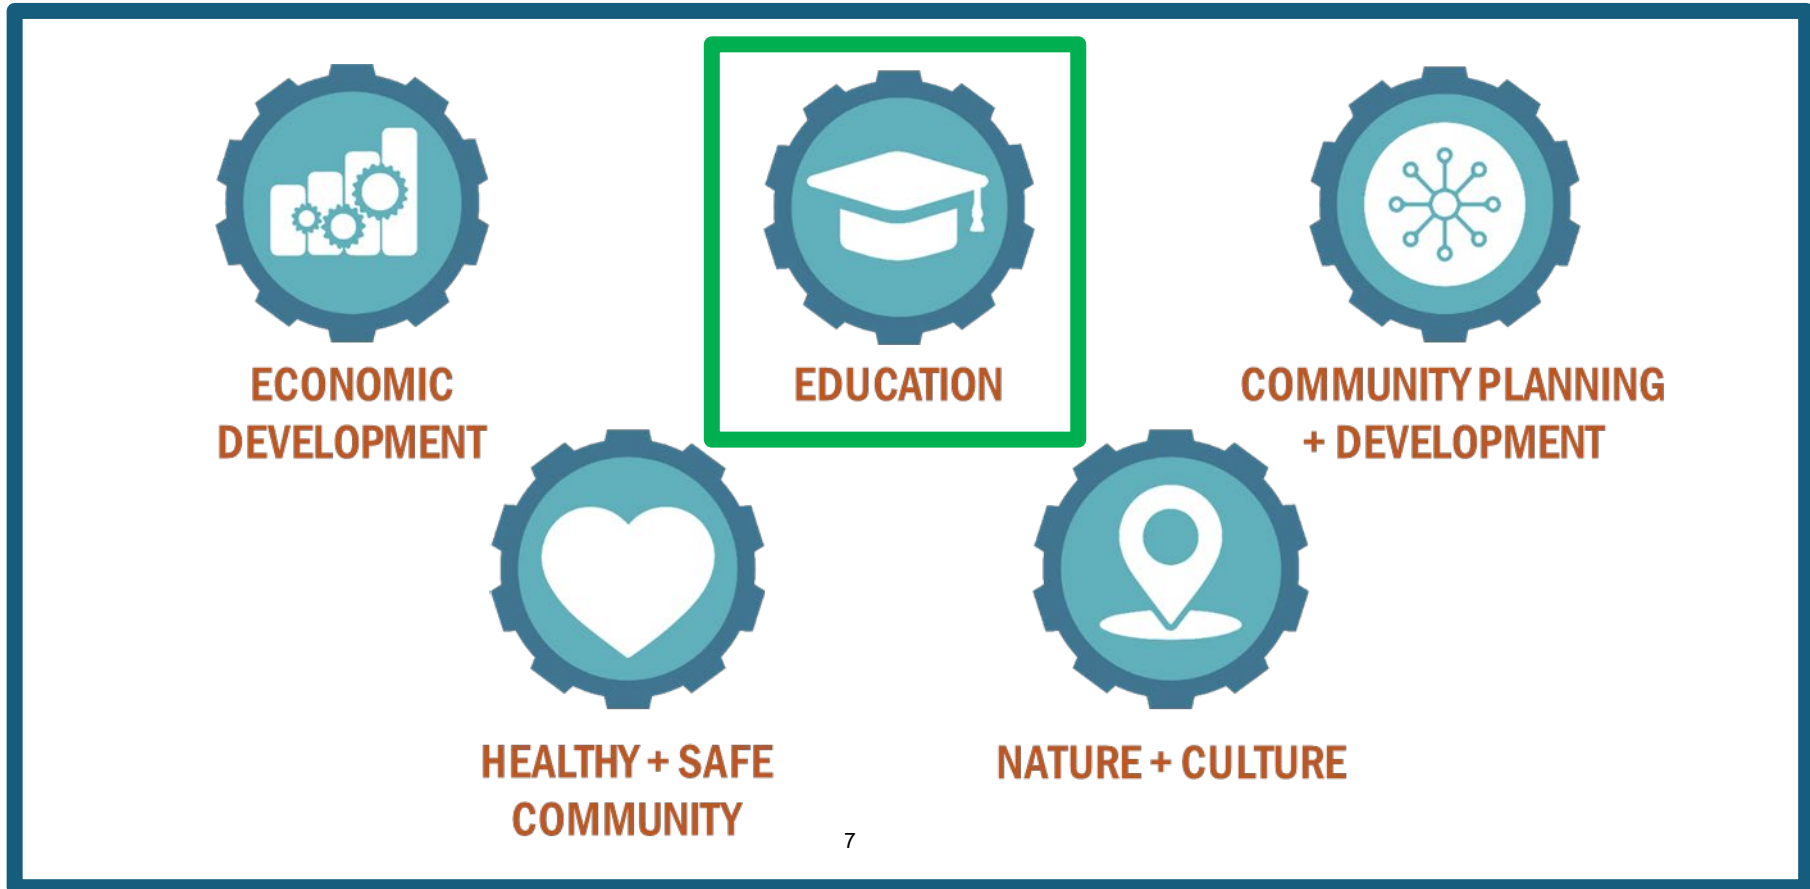 ECONOMIC
DEVELOPMENT
EDUCATION
COMMUNITY PLANNING
+ DEVELOPMENT
HEALTHY + SAFE
COMMUNITY
NATURE + CULTURE
7